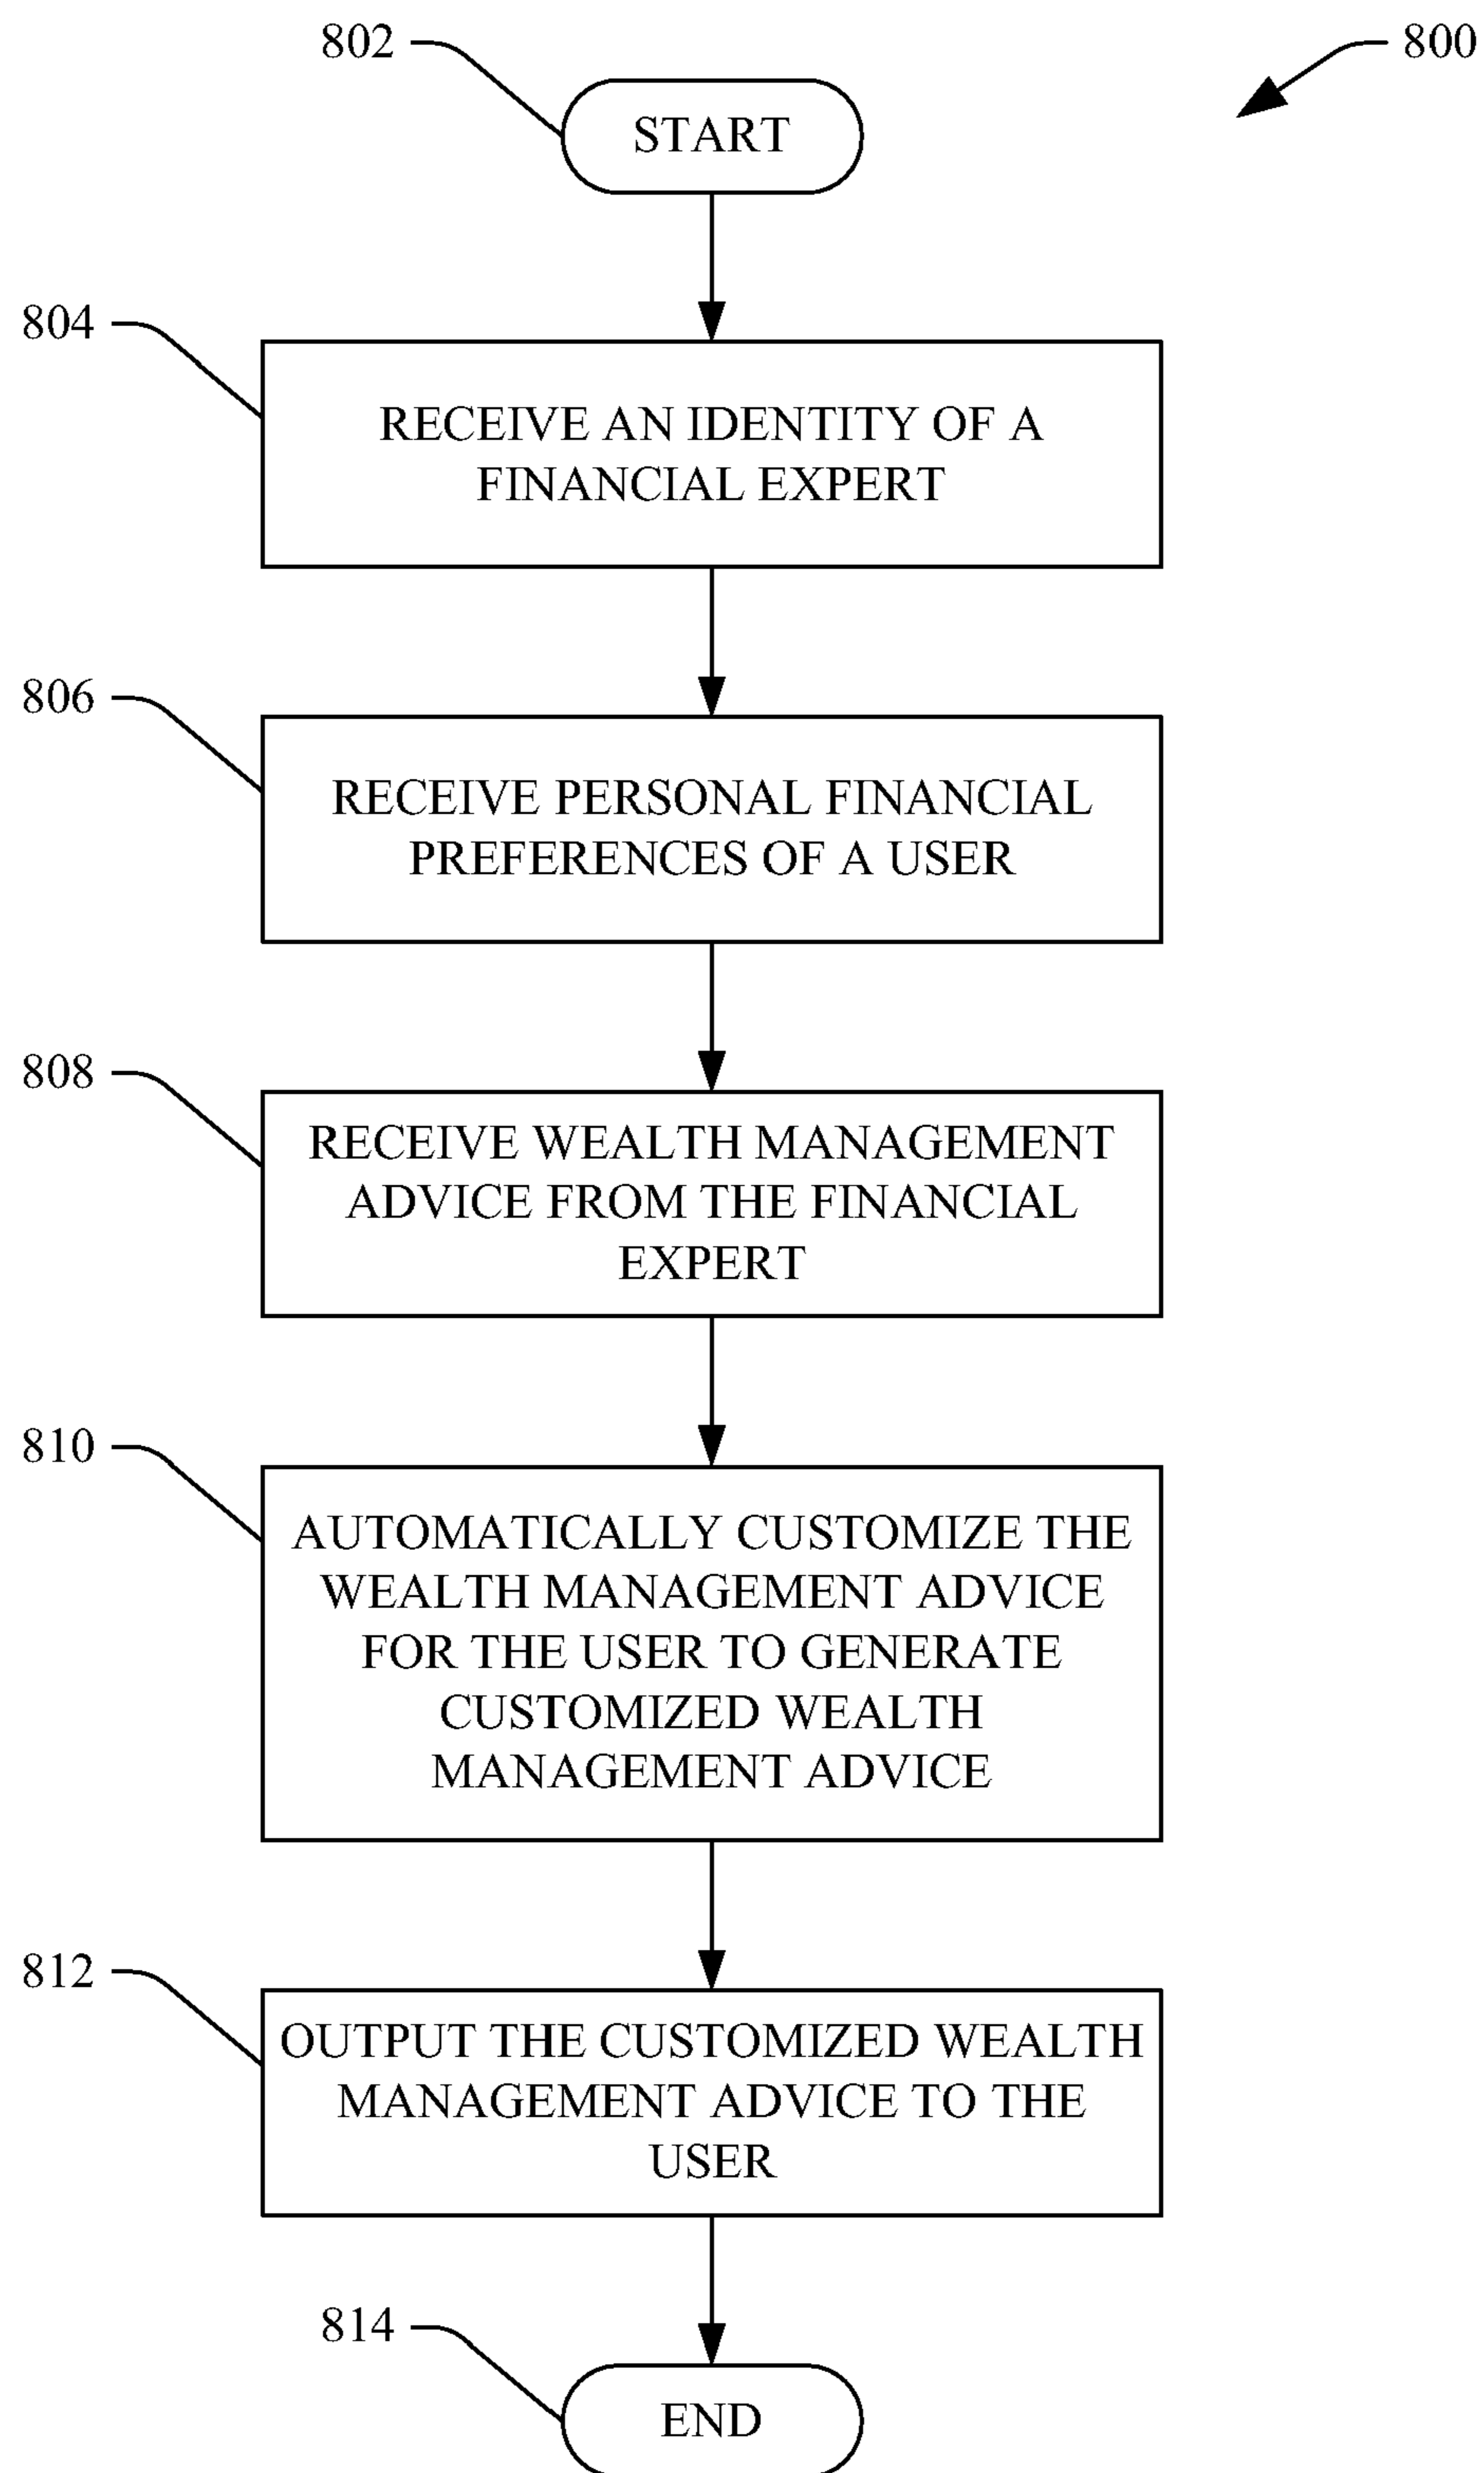 802
800
START
804
RECEIVE AN IDENTITY OF A
FINANCIAL EXPERT
806
RECEIVE PERSONAL FINANCIAL
PREFERENCES OF A USER
808
RECEIVE WEALTH MANAGEMENT
ADVICE FROM THE FINANCIAL
EXPERT
810
AUTOMATICALLY CUSTOMIZE THE
WEALTH MANAGEMENT ADVICE
FOR THE USER TO GENERATE
CUSTOMIZED WEALTH
MANAGEMENT ADVICE
812
OUTPUT THE CUSTOMIZED WEALTH
MANAGEMENT ADVICE TO THE
USER
814
END